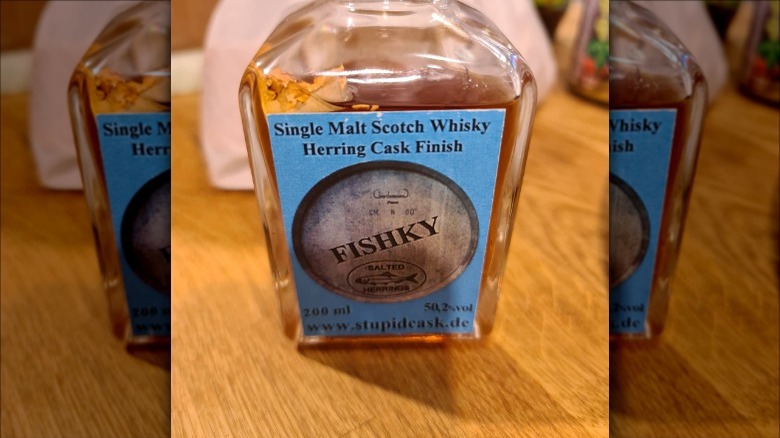 Single Malt Scotch Whisky
Herring Cask Finish
FISHKY
SALTED
HERRINGS
200 ml
50,2%vol
www.stupidcask.de